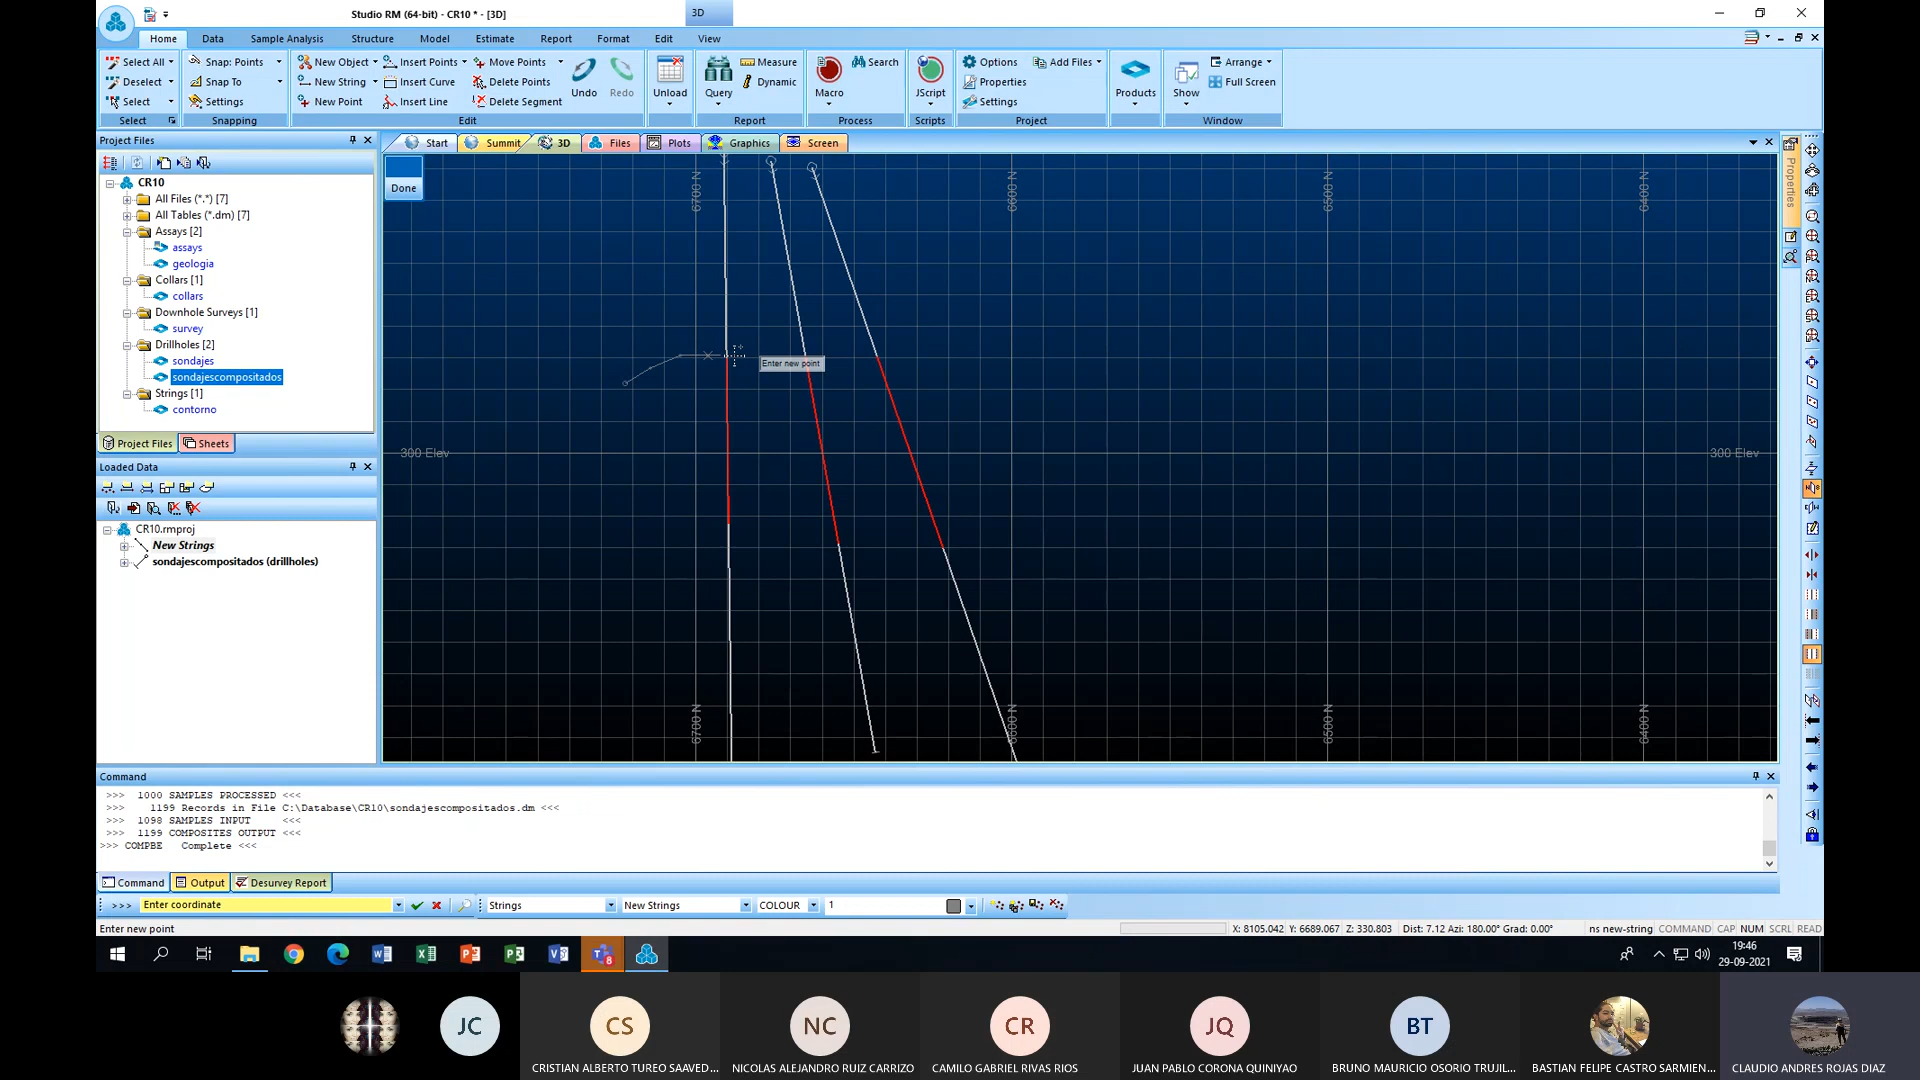 Studio RM (64-bit) - CR10 * - [3D]
3D
Home
Data
Sample Analysis
Structure
Model
Estimate
Report
Format
Edit
View
Select All
Snap: Points
New Object
Insert Points
Move Points
Measure
Search
Options
Add Files
Arrange
Deselect
Snap To
New String
Insert Curve
Delete Points
Undo
Redo
Unload
Query
Dynamic
Macro
JScript
Properties
Products
Show
Full Screen
Select
Settings
New Point
Insert Line
Delete Segment
Settings
Select
Snapping
Edit
Report
Process
Scripts
Project
Window
Project Files
Start
Summit
3D
Files
Plots
Graphics
Screen
CR10
All Files (*.*) [7]
All Tables (*.dm) [7]
Assays [2]
assays
geologia
Collars [1]
collars
Downhole Surveys [1]
survey
Drillholes [2]
sondajes
sondajescompositados
Strings [1]
contorno
Project Files
Sheets
Loaded Data
CR10.rmproj
New Strings
sondajescompositados (drillholes)
Done
6700 N
6600 N
6500 N
6400 N
Enter new point
300 Elev
300 Elev
6700 N
6600 N
6500 N
6400 N
Properties
Command
>>> 1000 SAMPLES PROCESSED <<<
>>> 1199 Records in File C:\Database\CR10\sondajescompositados.dm <<<
>>> 1098 SAMPLES INPUT <<<
>>> 1199 COMPOSITES OUTPUT <<<
>>> COMPBE Complete <<<
Command
Output
Desurvey Report
>>> Enter coordinate
Strings
New Strings
COLOUR
1
Enter new point
X: 8105.042 Y: 6689.067 Z: 330.803 Dist: 7.12 Azi: 180.00° Grad: 0.00°
ns new-string
COMMAND
CAP
NUM
SCRL
READ
8
19:46
29-09-2021
JC
CS
NC
CR
JQ
BT
CRISTIAN ALBERTO TUREO SAAVED...
NICOLAS ALEJANDRO RUIZ CARRIZO
CAMILO GABRIEL RIVAS RIOS
JUAN PABLO CORONA QUINIYAO
BRUNO MAURICIO OSORIO TRUJIL...
BASTIAN FELIPE CASTRO SARMIEN...
CLAUDIO ANDRES ROJAS DIAZ